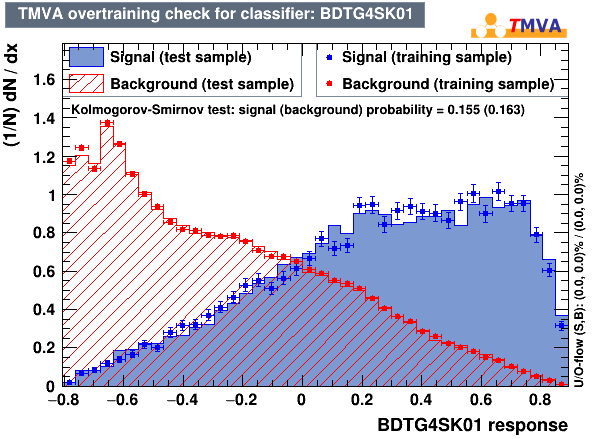 TMVA overtraining check for classifier: BDTG4SK01
TMVA
Signal (test sample)
Background (test sample)
Signal (training sample)
Background (training sample)
Kolmogorov-Smirnov test: signal (background) probability = 0.155 (0.163)
(1/N) dN / dx
1.6
1.4
1.2
1
0.8
0.6
0.4
0.2
0
−0.8 −0.6 −0.4 −0.2 0 0.2 0.4 0.6 0.8
BDTG4SK01 response
U/O-flow (S,B): (0.0, 0.0)% / (0.0, 0.0)%